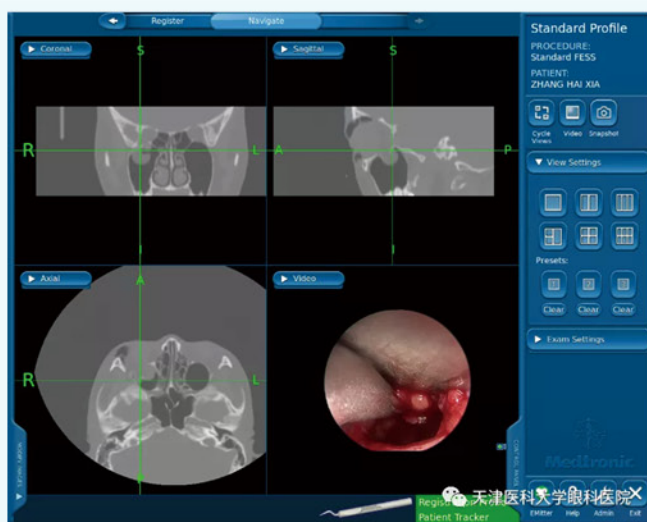 Register
Navigate
Standard Profile
PROCEDURE:
Standard FESS
PATIENT:
ZHANG HAI XIA
Cycle
Views
Video
Snapshot
View Settings
Presets:
Clear
Clear
Clear
Exam Settings
Coronal
S
R
L
I
Sagittal
S
A
P
I
Axial
A
R
L
Video
Medtronic
天津医科大学眼科医院
EMitter
Help
Admin
Exit
Patient Tracker